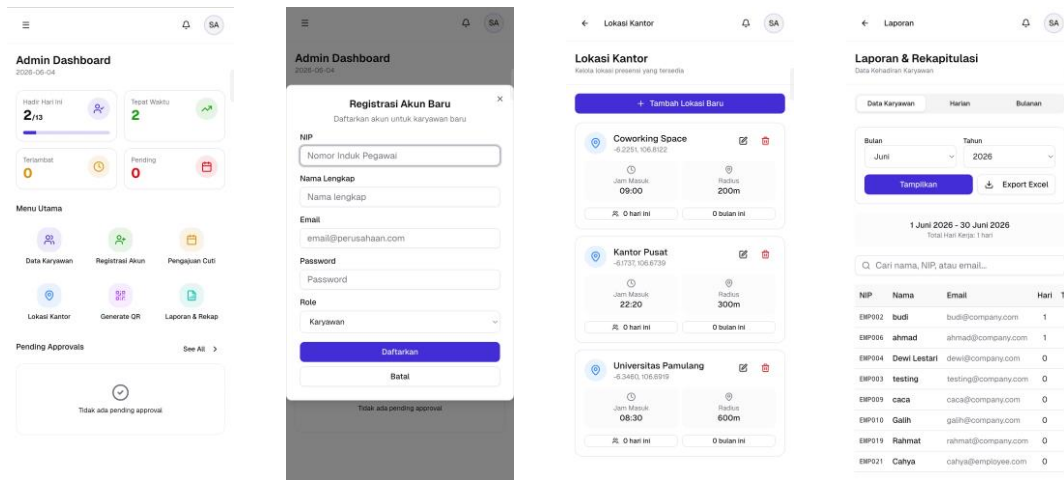 SA
Admin Dashboard
2026-06-04
Hadir Hari Ini
2/13
Tepat Waktu
2
Terlambat
0
Pending
0
Menu Utama
Data Karyawan
Registrasi Akun
Pengajuan Cuti
Lokasi Kantor
Generate QR
Laporan & Rekap
Pending Approvals
See All
Tidak ada pending approval
SA
Admin Dashboard
2026-06-04
Registrasi Akun Baru
Daftarkan akun untuk karyawan baru
NIP
Nomor Induk Pegawai
Nama Lengkap
Nama lengkap
Email
email@perusahaan.com
Password
Password
Role
Karyawan
Daftarkan
Batal
Tidak ada pending approval
Lokasi Kantor
SA
Lokasi Kantor
Kelola lokasi presensi yang tersedia
+ Tambah Lokasi Baru
Coworking Space
-6.2251, 106.8122
Jam Masuk
09:00
Radius
200m
0 hari ini
0 bulan ini
Kantor Pusat
-6.1737, 106.6739
Jam Masuk
22:20
Radius
300m
0 hari ini
0 bulan ini
Universitas Pamulang
-6.3460, 106.6919
Jam Masuk
08:30
Radius
600m
0 hari ini
0 bulan ini
Laporan
SA
Laporan & Rekapitulasi
Data Kehadiran Karyawan
Data Karyawan
Harian
Bulanan
Bulan
Tahun
Juni
2026
Tampilkan
Export Excel
1 Juni 2026 - 30 Juni 2026
Total Hari Kerja: 1 hari
Cari nama, NIP, atau email...
NIP Nama Email Hari T
EMP002 budi budi@company.com 1
EMP006 ahmad ahmad@company.com 1
EMP004 Dewi Lestari dewi@company.com 0
EMP003 testing testing@company.com 0
EMP009 caca caca@company.com 0
EMP010 Galih galih@company.com 0
EMP019 Rahmat rahmat@company.com 0
EMP021 Cahya cahya@employee.com 0